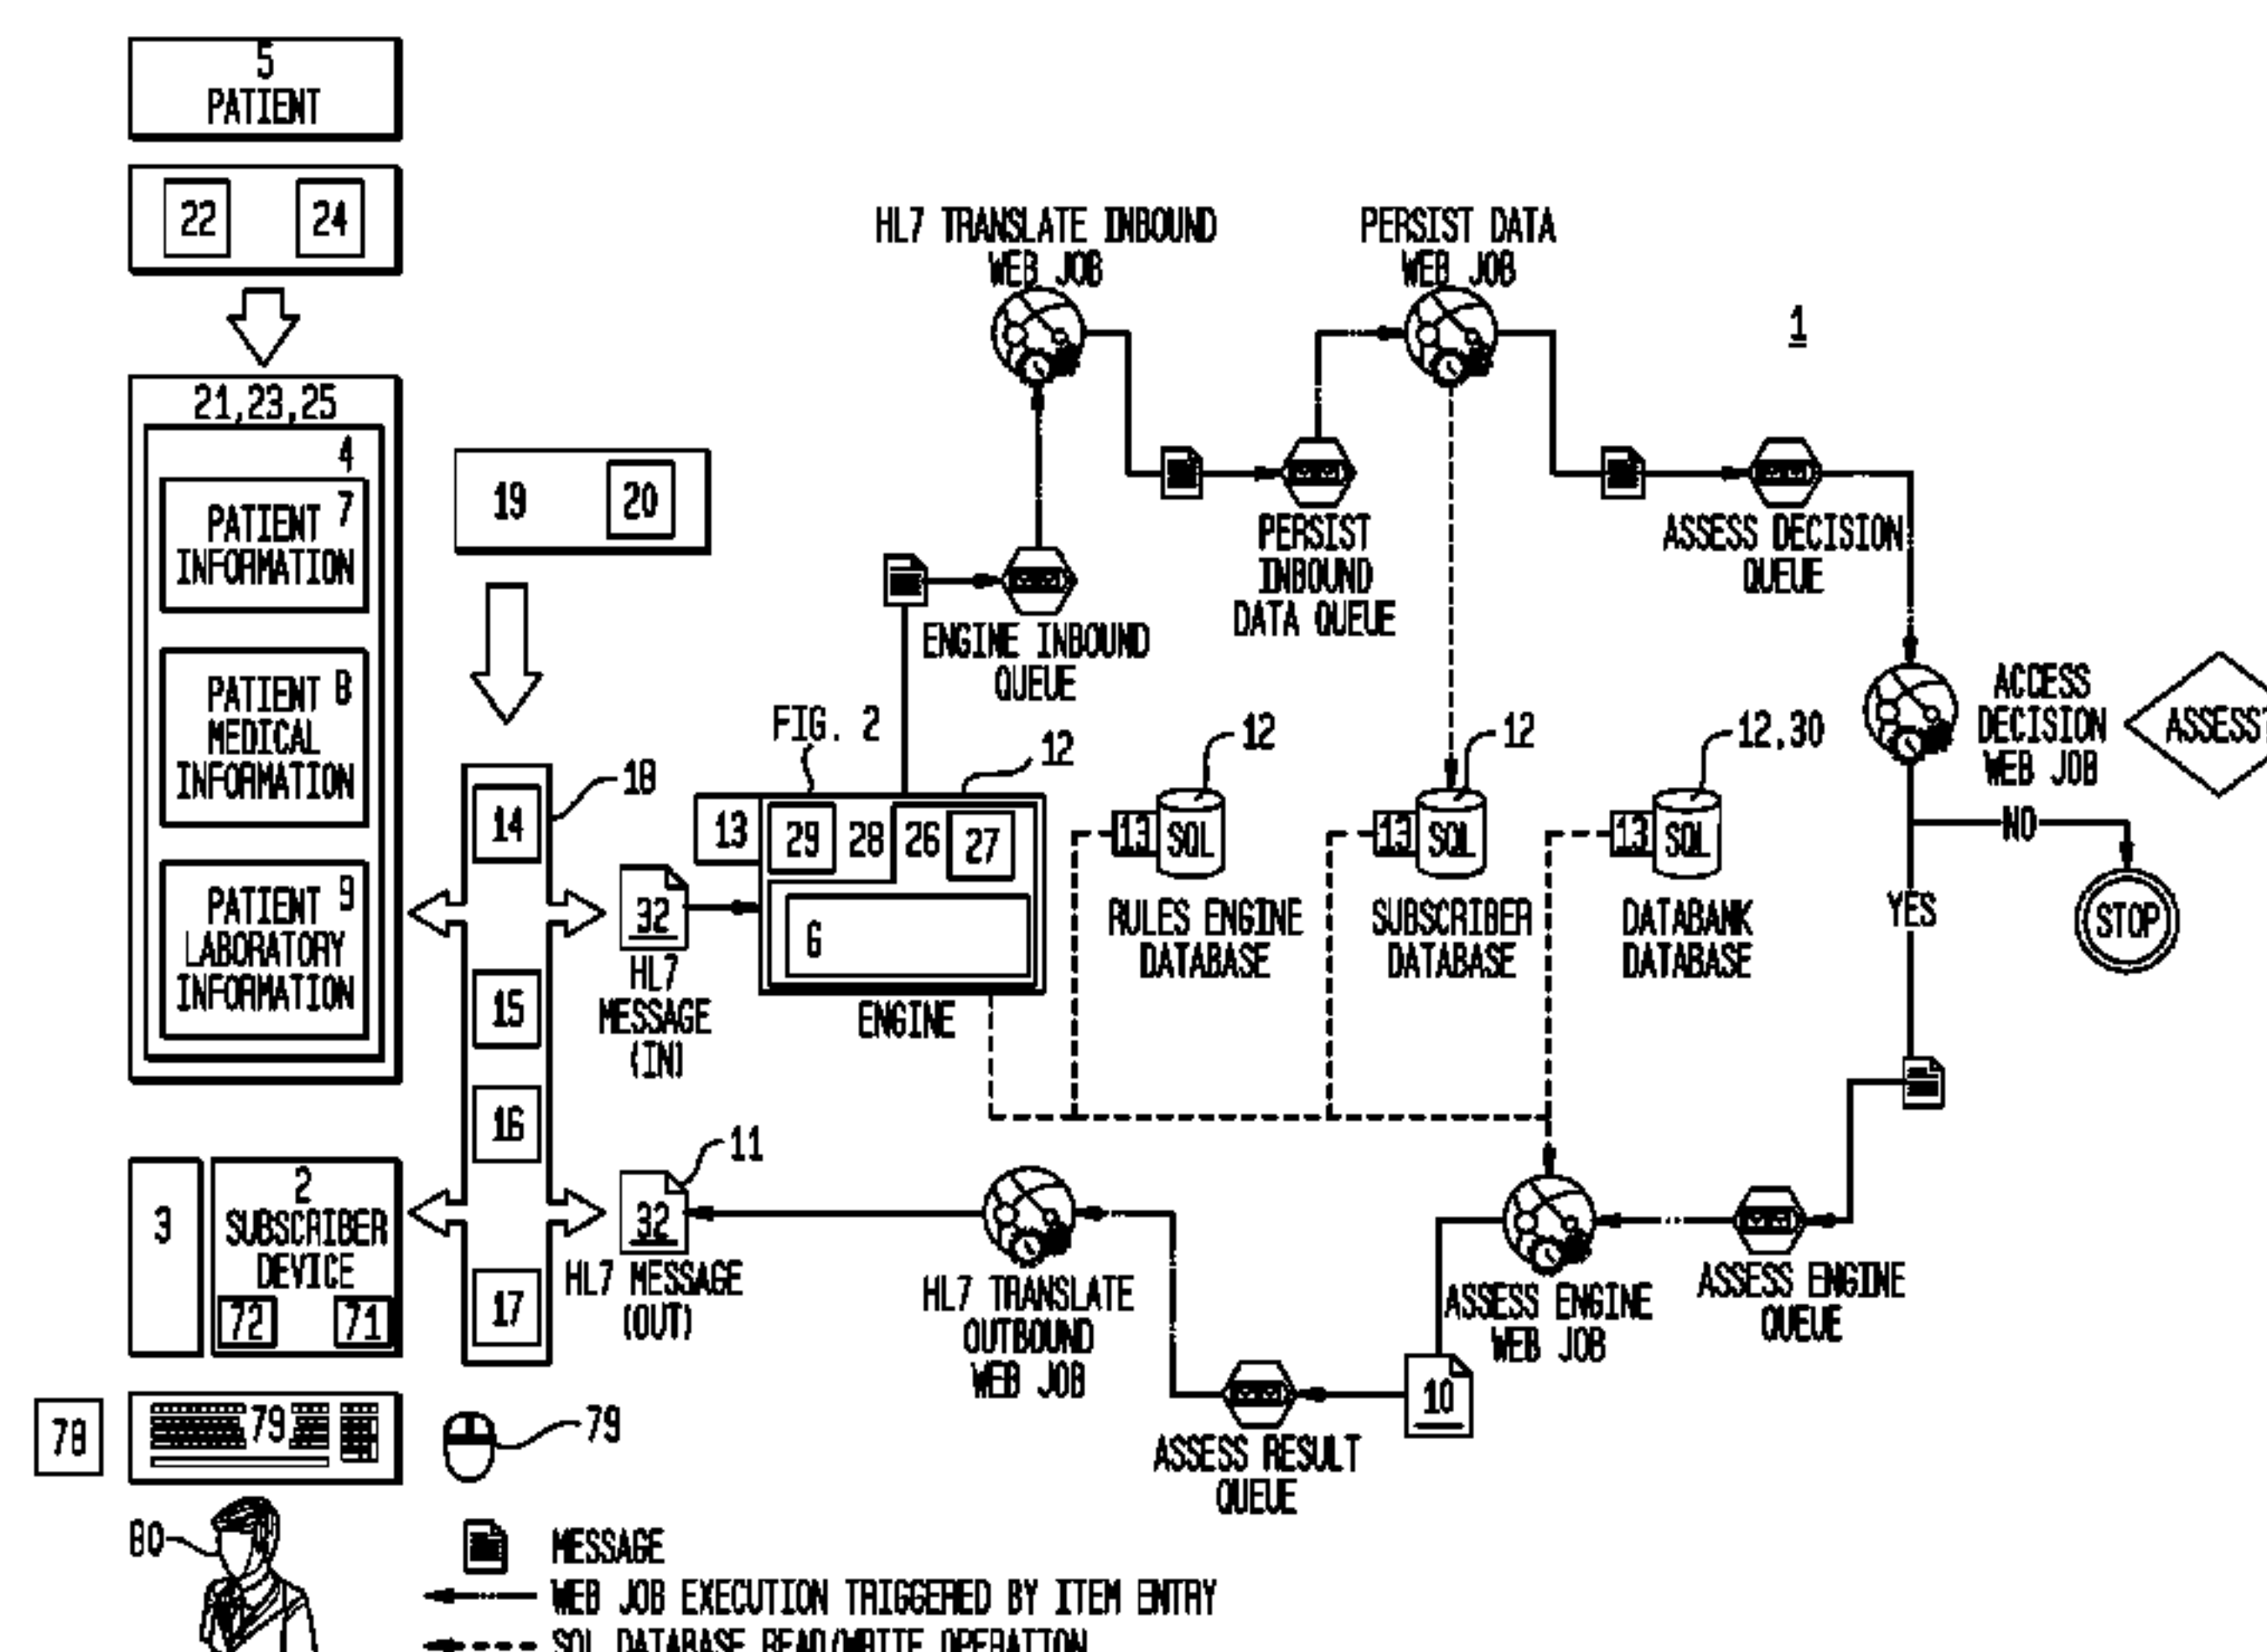 5
PATIENT
22 24
21,23,25
4
PATIENT 7
INFORMATION
PATIENT 8
MEDICAL
INFORMATION
PATIENT 9
LABORATORY
INFORMATION
3
2
SUBSCRIBER
DEVICE
72 71
78
79
79
80
19 20
18
14
15
16
17
32
HL7
MESSAGE
(IN)
11
32
HL7 MESSAGE
(OUT)
FIG. 2
12
13 29 28 26 27
6
ENGINE
ENGINE INBOUND
QUEUE
HL7 TRANSLATE INBOUND
WEB JOB
PERSIST
INBOUND
DATA QUEUE
PERSIST DATA
WEB JOB
1
ASSESS DECISION
QUEUE
ACCESS
DECISION
WEB JOB
NO
STOP
YES
12
13 SQL
RULES ENGINE
DATABASE
12
13 SQL
SUBSCRIBER
DATABASE
12,30
13 SQL
DATABANK
DATABASE
ASSESS ENGINE
QUEUE
ASSESS ENGINE
WEB JOB
10
ASSESS RESULT
QUEUE
HL7 TRANSLATE
OUTBOUND
WEB JOB
MESSAGE
WEB JOB EXECUTION TRIGGERED BY ITEM ENTRY
SQL DATABASE READ/WRITE OPERATION